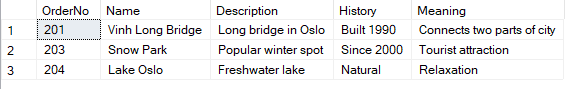 OrderNo Name Description History Meaning
1 201 Vinh Long Bridge Long bridge in Oslo Built 1990 Connects two parts of city
2 203 Snow Park Popular winter spot Since 2000 Tourist attraction
3 204 Lake Oslo Freshwater lake Natural Relaxation